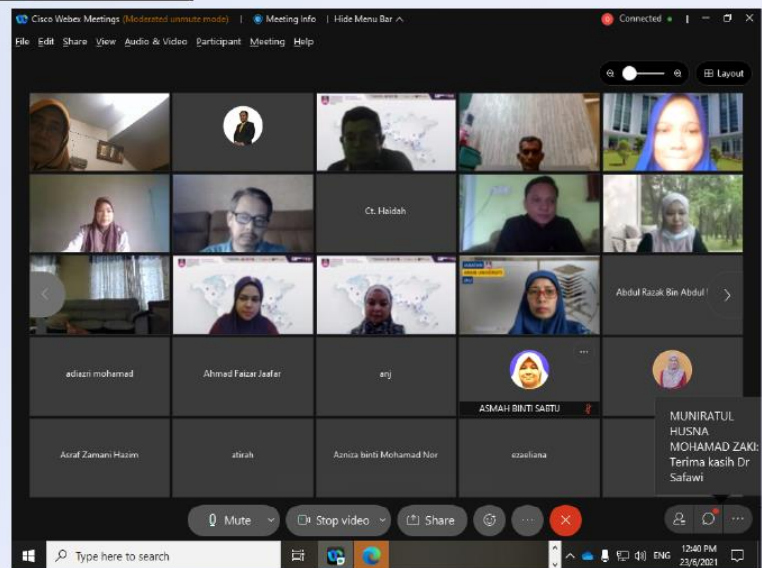 Cisco Webex Meetings (Moderated unmute mode) | Meeting Info | Hide Menu Bar
Connected
File Edit Share View Audio & Video Participant Meeting Help
Layout
Ct. Haidah
Abdul Razak Bin Abdul
adiazri mohamad
Ahmad Faizar Jaafar
anj
ASMAH BINTI SABTU
Asraf Zamani Hazim
atirah
Azniza binti Mohamad Nor
ezaeliana
MUNIRATUL
HUSNA
MOHAMAD ZAKI:
Terima kasih Dr
Safawi
Mute
Stop video
Share
Type here to search
ENG
12:40 PM
23/6/2021